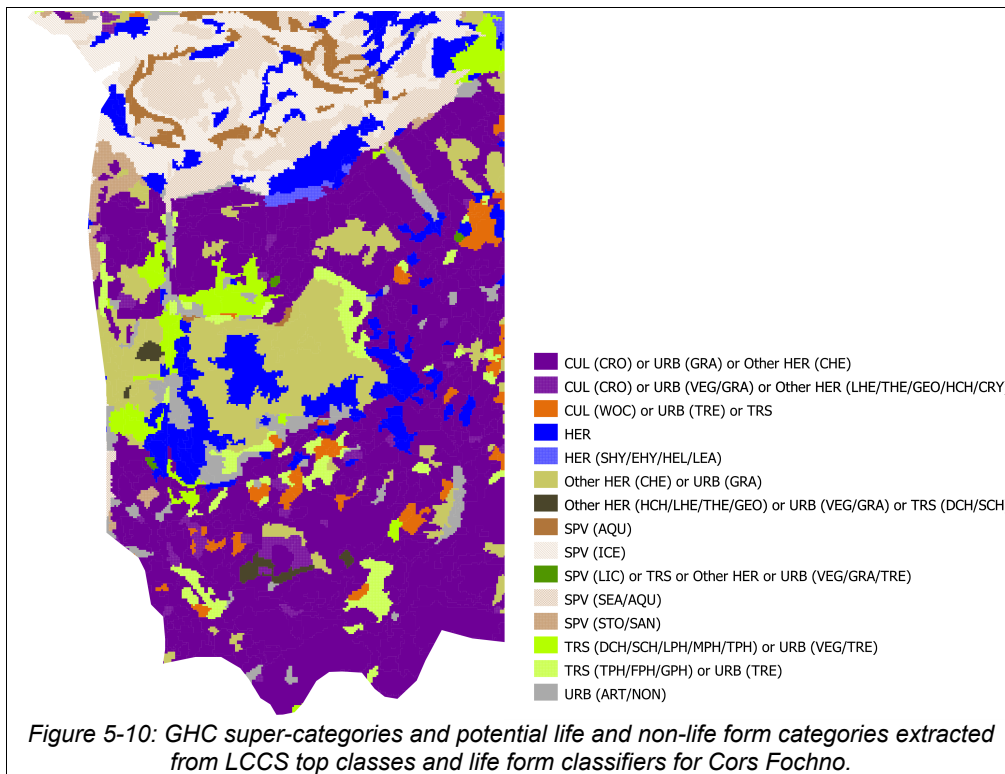 CUL (CRO) or URB (GRA) or Other HER (CHE)
CUL (CRO) or URB (VEG/GRA) or Other HER (LHE/THE/GEO/HCH/CRY
CUL (WOC) or URB (TRE) or TRS
HER
HER (SHY/EHY/HEL/LEA)
Other HER (CHE) or URB (GRA)
Other HER (HCH/LHE/THE/GEO) or URB (VEG/GRA) or TRS (DCH/SCH
SPV (AQU)
SPV (ICE)
SPV (LIC) or TRS or Other HER or URB (VEG/GRA/TRE)
SPV (SEA/AQU)
SPV (STO/SAN)
TRS (DCH/SCH/LPH/MPH/TPH) or URB (VEG/TRE)
TRS (TPH/FPH/GPH) or URB (TRE)
URB (ART/NON)
Figure 5-10: GHC super-categories and potential life and non-life form categories extracted
from LCCS top classes and life form classifiers for Cors Fochno.